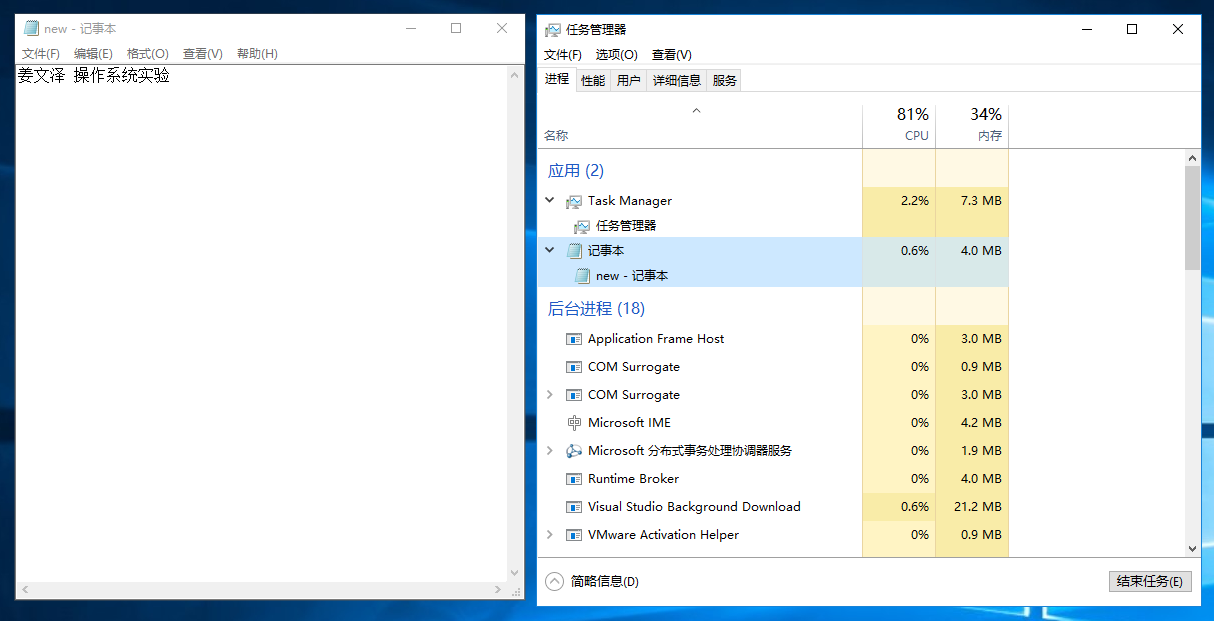 new - 记事本
文件(F) 编辑(E) 格式(O) 查看(V) 帮助(H)
姜文泽 操作系统实验
任务管理器
文件(F) 选项(O) 查看(V)
进程 性能 用户 详细信息 服务
81% 34%
名称 CPU 内存
应用 (2)
Task Manager 2.2% 7.3 MB
任务管理器
记事本 0.6% 4.0 MB
new - 记事本
后台进程 (18)
Application Frame Host 0% 3.0 MB
COM Surrogate 0% 0.9 MB
COM Surrogate 0% 3.0 MB
Microsoft IME 0% 4.2 MB
Microsoft 分布式事务处理协调器服务 0% 1.9 MB
Runtime Broker 0% 4.0 MB
Visual Studio Background Download 0.6% 21.2 MB
VMware Activation Helper 0% 0.9 MB
简略信息(D) 结束任务(E)